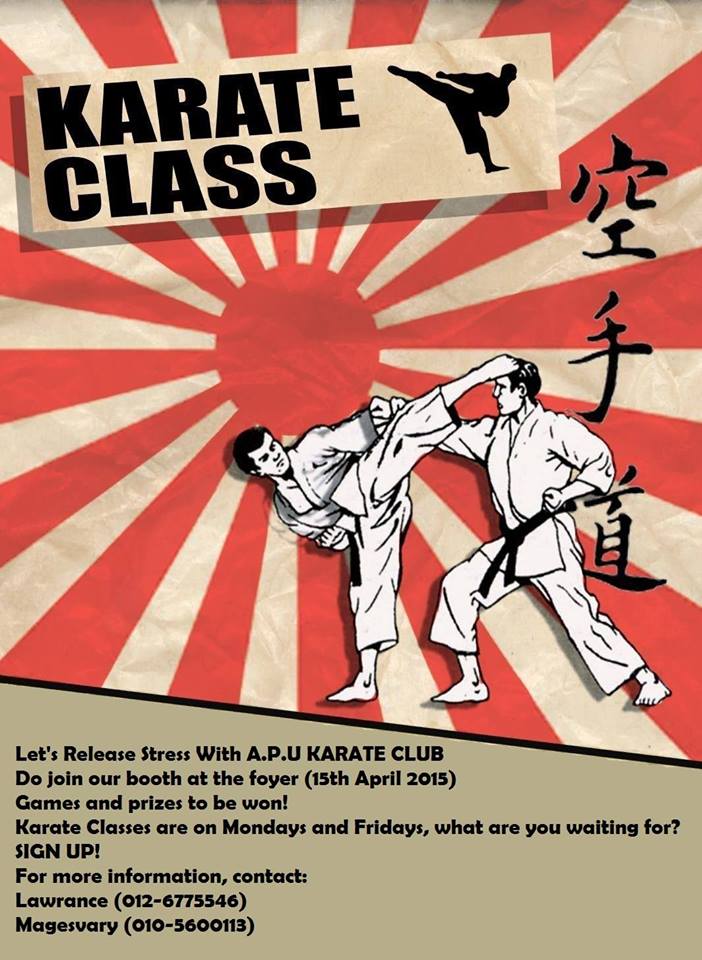 KARATE
CLASS
空
手
道
Let's Release Stress With A.P.U KARATE CLUB
Do join our booth at the foyer (15th April 2015)
Games and prizes to be won!
Karate Classes are on Mondays and Fridays, what are you waiting for?
SIGN UP!
For more information, contact:
Lawrance (012-6775546)
Magesvary (010-5600113)